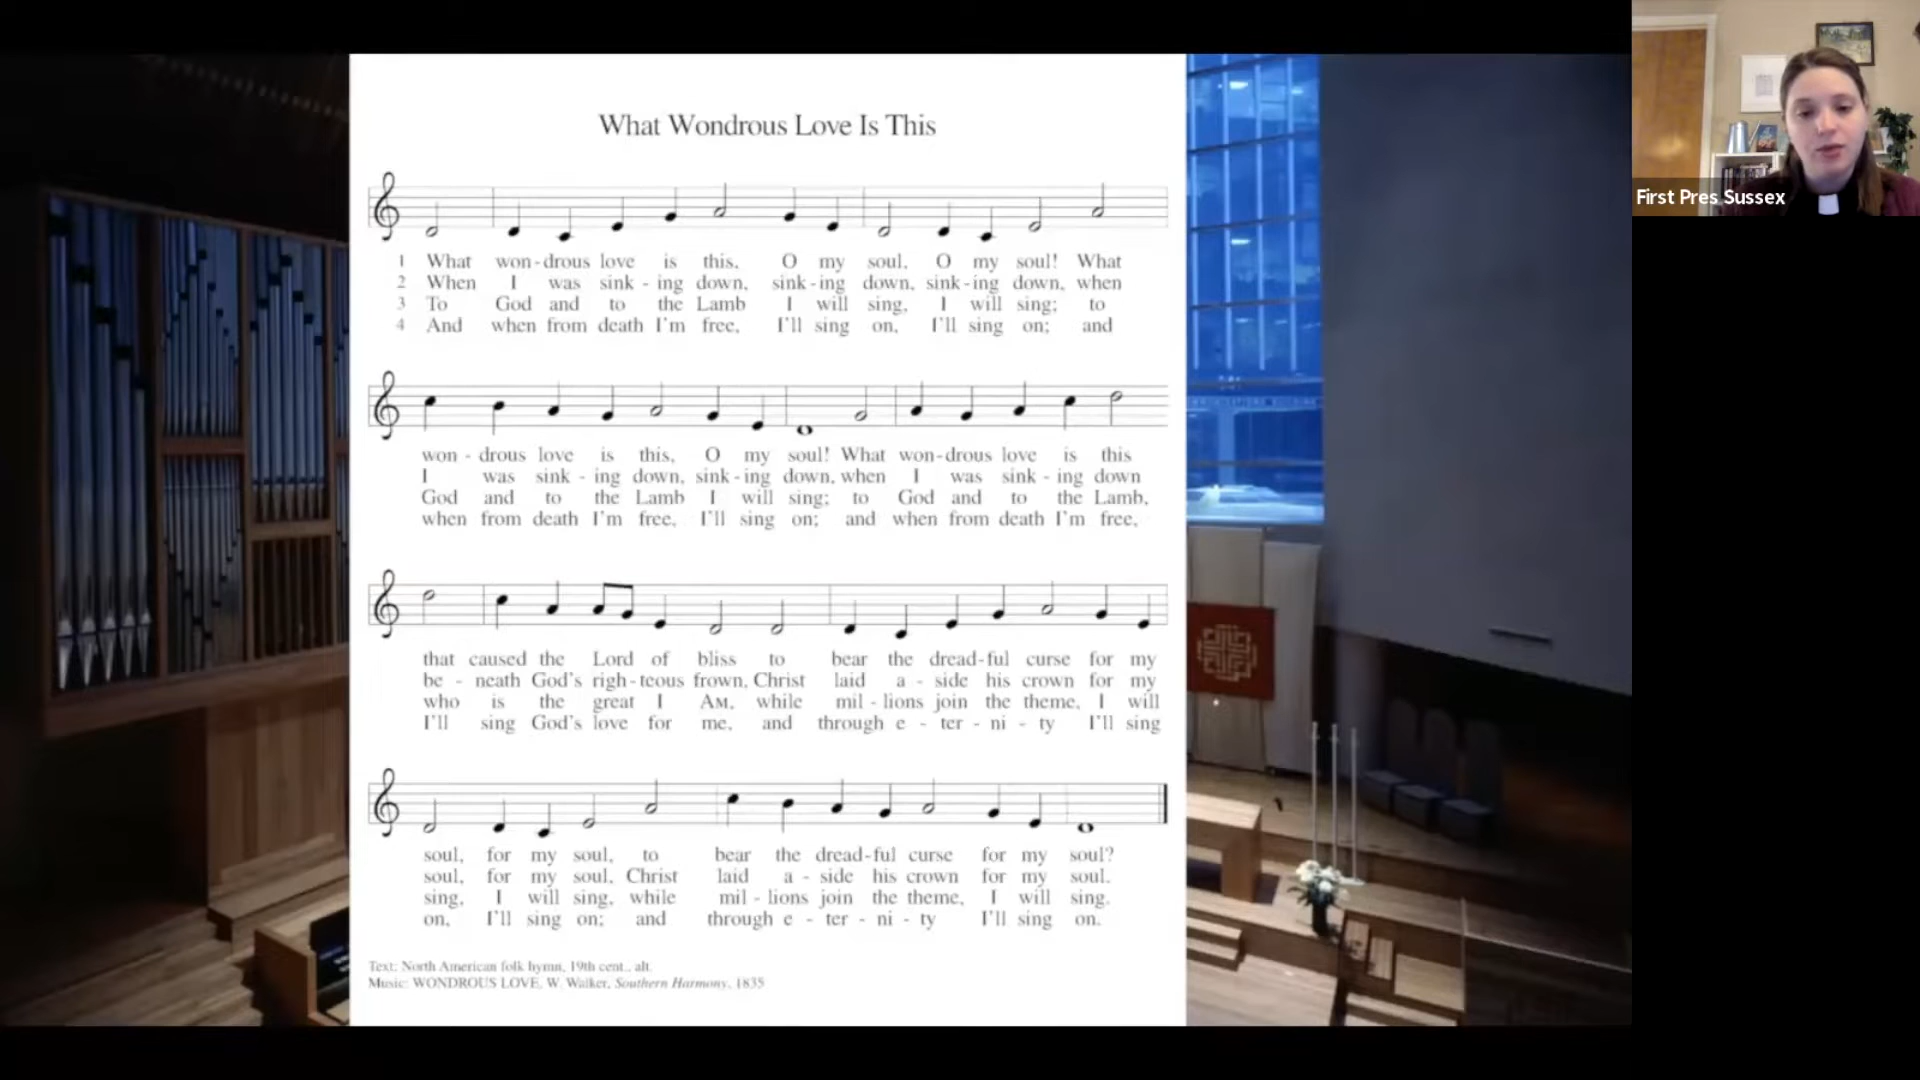 What Wondrous Love Is This
1 What won-drous love is this, O my soul, O my soul! What
2 When I was sink-ing down, sink-ing down, sink-ing down, when
3 To God and to the Lamb I will sing, I will sing; to
4 And when from death I'm free, I'll sing on, I'll sing on; and
won-drous love is this, O my soul! What won-drous love is this
I was sink-ing down, sink-ing down, when I was sink-ing down
God and to the Lamb I will sing; to God and to the Lamb,
when from death I'm free, I'll sing on; and when from death I'm free,
that caused the Lord of bliss to bear the dread-ful curse for my
be-neath God's righ-teous frown, Christ laid a-side his crown for my
who is the great I AM, while mil-lions join the theme, I will
I'll sing God's love for me, and through e-ter-ni-ty I'll sing
soul, for my soul, to bear the dread-ful curse for my soul?
soul, for my soul, Christ laid a-side his crown for my soul.
sing, I will sing, while mil-lions join the theme, I will sing.
on, I'll sing on; and through e-ter-ni-ty I'll sing on.
Text: North American folk hymn, 19th cent., alt.
Music: WONDROUS LOVE, W. Walker, Southern Harmony, 1835
First Pres Sussex